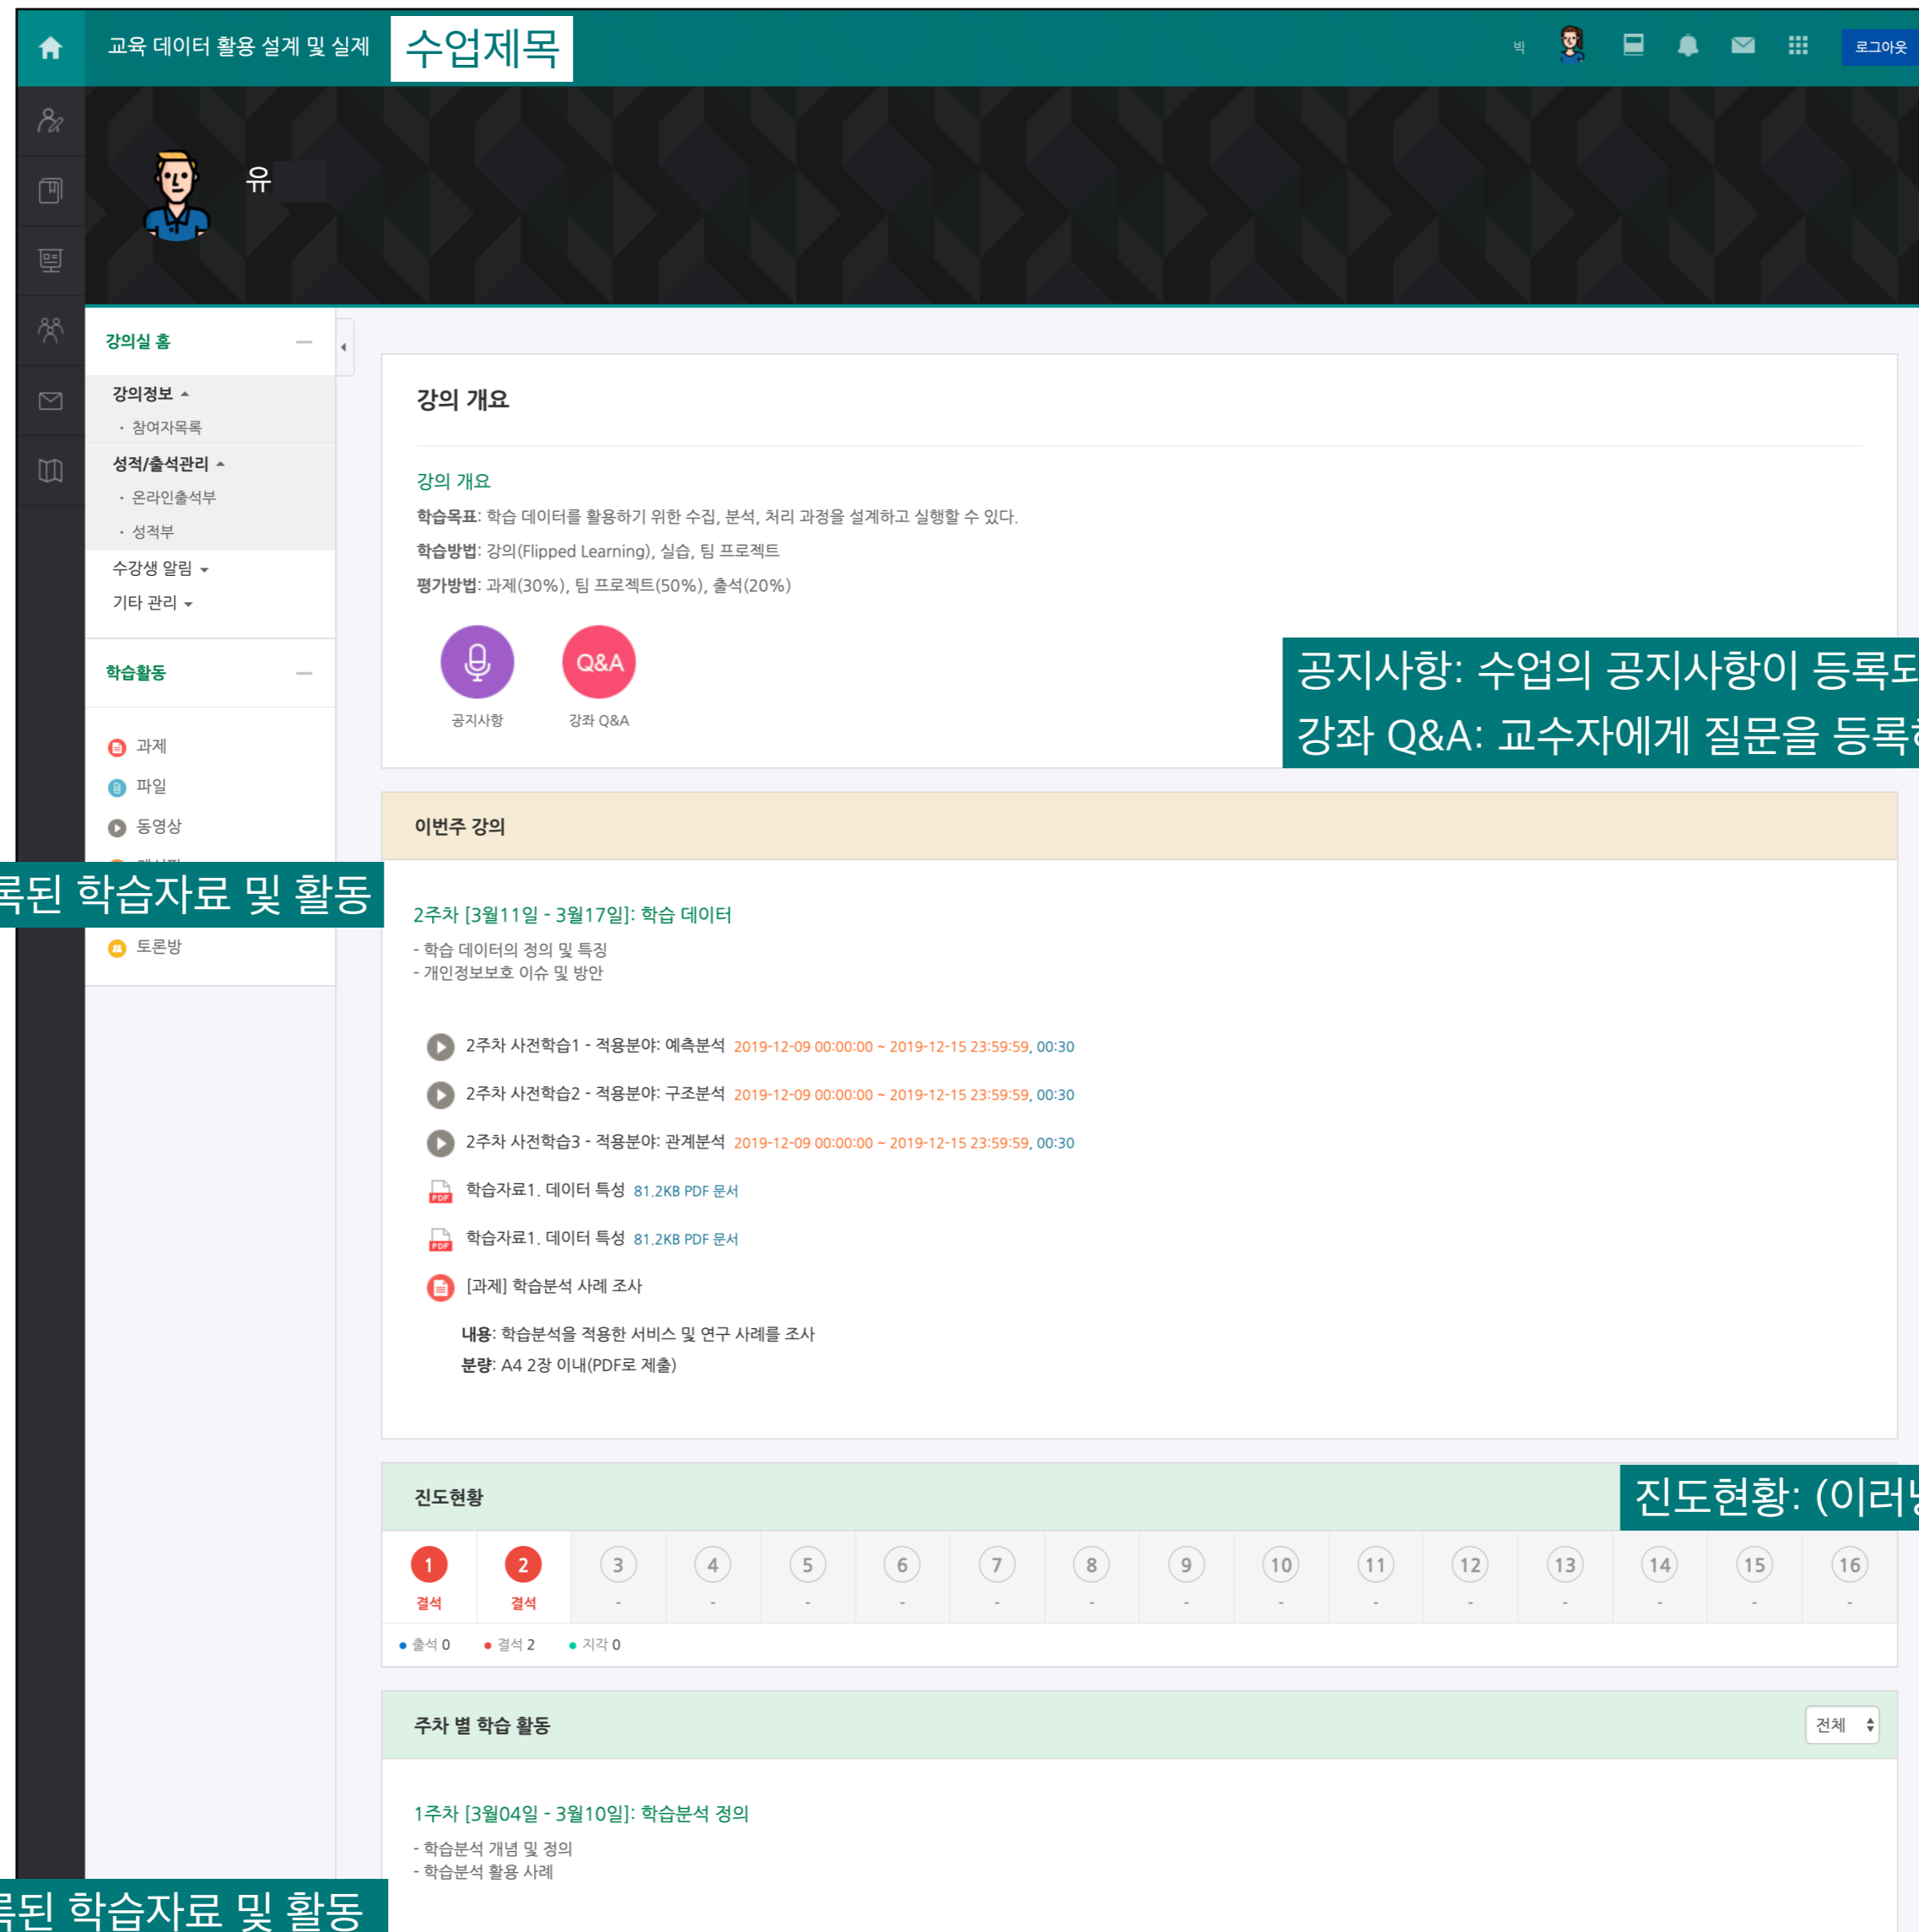 교육 데이터 활용 설계 및 실제
수업제목
빅
로그아웃
유
강의실 홈
강의정보
· 참여자목록
성적/출석관리
· 온라인출석부
· 성적부
수강생 알림
기타 관리
학습활동
과제
파일
동영상
록된 학습자료 및 활동
토론방
강의 개요
강의 개요
학습목표: 학습 데이터를 활용하기 위한 수집, 분석, 처리 과정을 설계하고 실행할 수 있다.
학습방법: 강의(Flipped Learning), 실습, 팀 프로젝트
평가방법: 과제(30%), 팀 프로젝트(50%), 출석(20%)
Q&A
공지사항
강좌 Q&A
공지사항: 수업의 공지사항이
강좌 Q&A: 교수자에게 질문을
이번주 강의
2주차 [3월11일 - 3월17일]: 학습 데이터
- 학습 데이터의 정의 및 특징
- 개인정보보호 이슈 및 방안
2주차 사전학습1 - 적용분야: 예측분석 2019-12-09 00:00:00 ~ 2019-12-15 23:59:59, 00:30
2주차 사전학습2 - 적용분야: 구조분석 2019-12-09 00:00:00 ~ 2019-12-15 23:59:59, 00:30
2주차 사전학습3 - 적용분야: 관계분석 2019-12-09 00:00:00 ~ 2019-12-15 23:59:59, 00:30
PDF 학습자료1. 데이터 특성 81.2KB PDF 문서
PDF 학습자료1. 데이터 특성 81.2KB PDF 문서
[과제] 학습분석 사례 조사
내용: 학습분석을 적용한 서비스 및 연구 사례를 조사
분량: A4 2장 이내(PDF로 제출)
진도현황
진도현황:
1 2 3 4 5 6 7 8 9 10 11 12 13 14 15 16
결석 결석 - - - - - - - - - - - - - -
• 출석 0 • 결석 2 • 지각 0
주차 별 학습 활동
전체
1주차 [3월04일 - 3월10일]: 학습분석 정의
- 학습분석 개념 및 정의
- 학습분석 활용 사례
록된 학습자료 및 활동